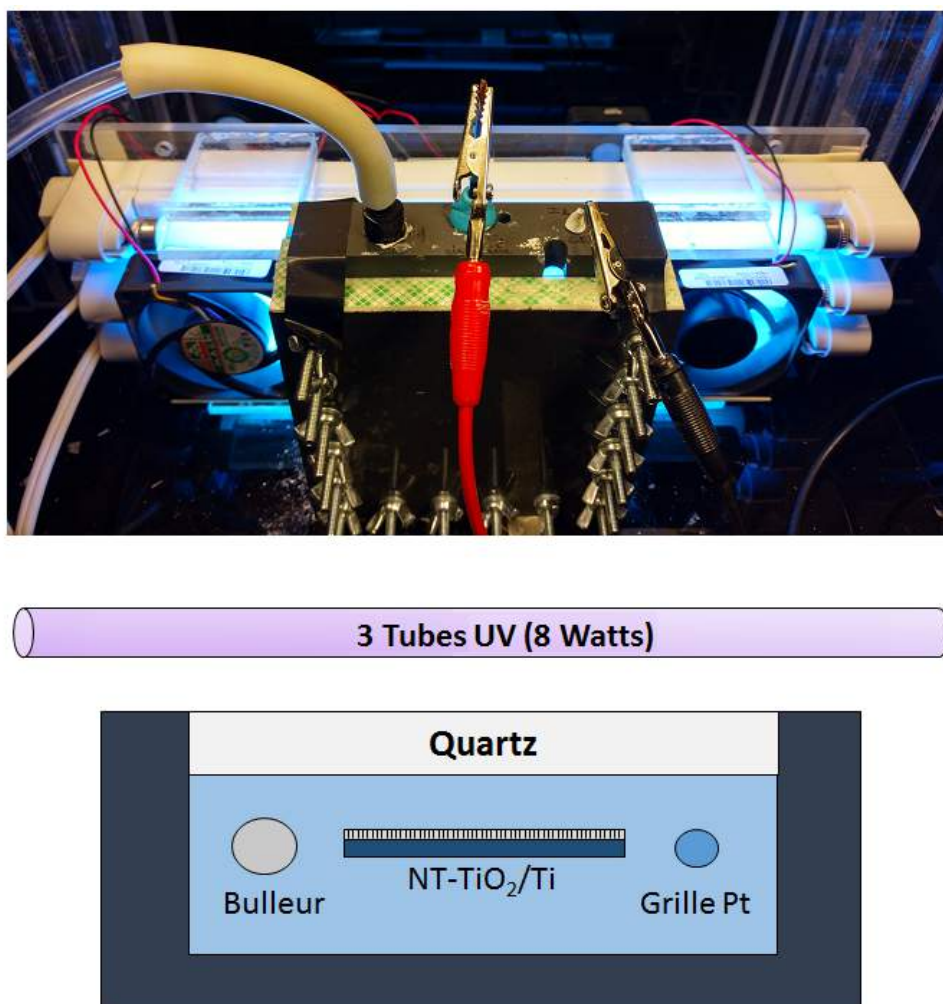 3 Tubes UV (8 Watts)
Quartz
Bulleur
NT-TiO₂/Ti
Grille Pt